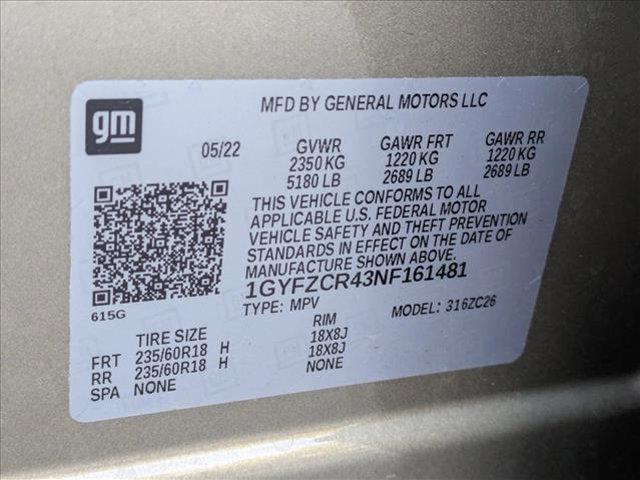 gm
MFD BY GENERAL MOTORS LLC
05/22 GVWR GAWR FRT GAWR RR
2350 KG 1220 KG 1220 KG
5180 LB 2689 LB 2689 LB
THIS VEHICLE CONFORMS TO ALL
APPLICABLE U.S. FEDERAL MOTOR
VEHICLE SAFETY AND THEFT PREVENTION
STANDARDS IN EFFECT ON THE DATE OF
MANUFACTURE SHOWN ABOVE.
1GYFZCR43NF161481
615G
TYPE: MPV MODEL: 316ZC26
TIRE SIZE RIM
FRT 235/60R18 H 18X8J
RR 235/60R18 H 18X8J
SPA NONE NONE